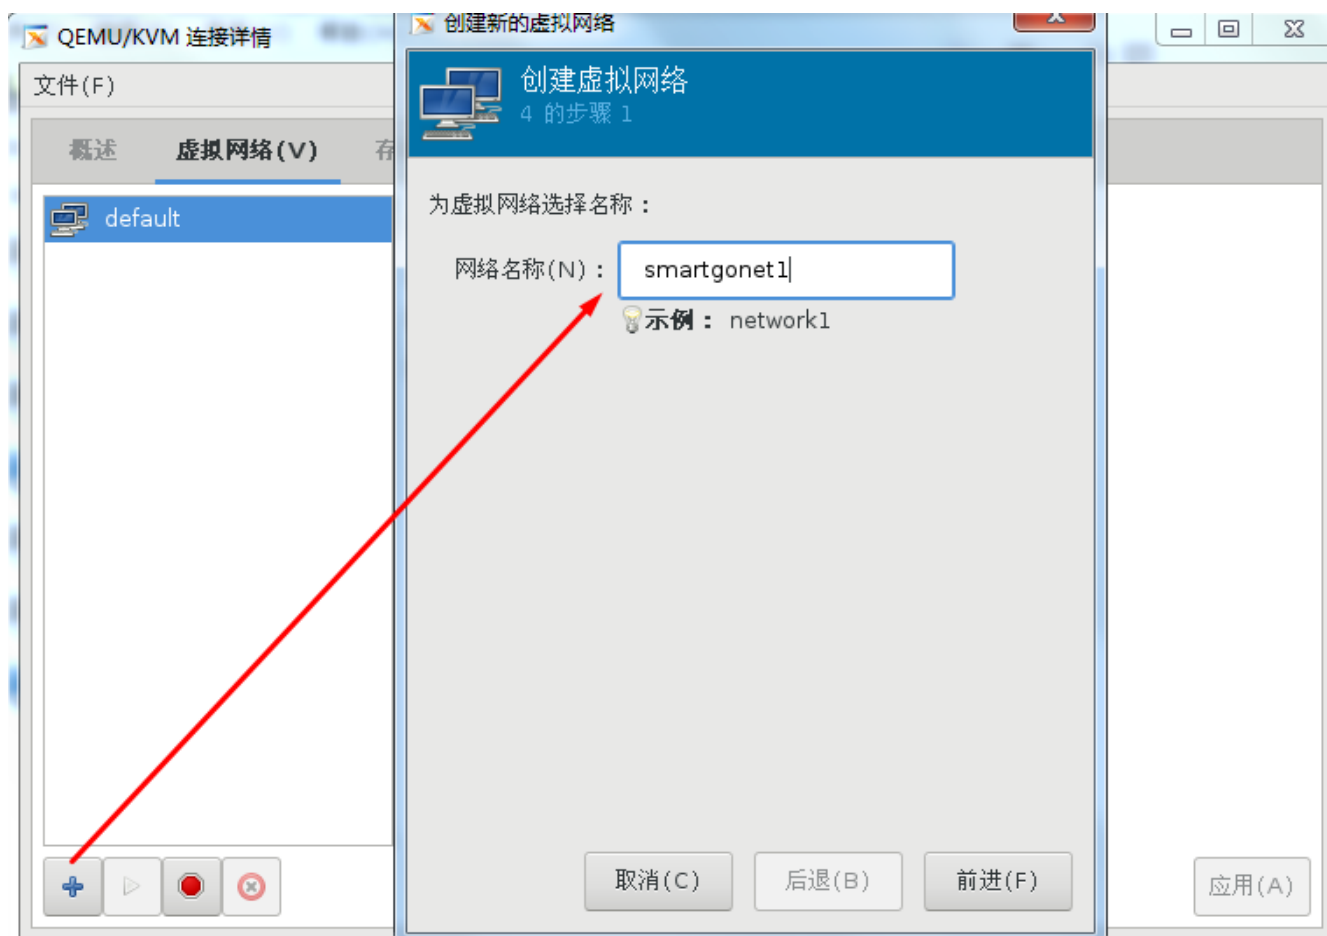 QEMU/KVM 连接详情
文件(F)
概述 虚拟网络(V) 存
default
创建新的虚拟网络
创建虚拟网络
4 的步骤 1
为虚拟网络选择名称：
网络名称(N)： smartgonet1
示例： network1
取消(C) 后退(B) 前进(F)
应用(A)